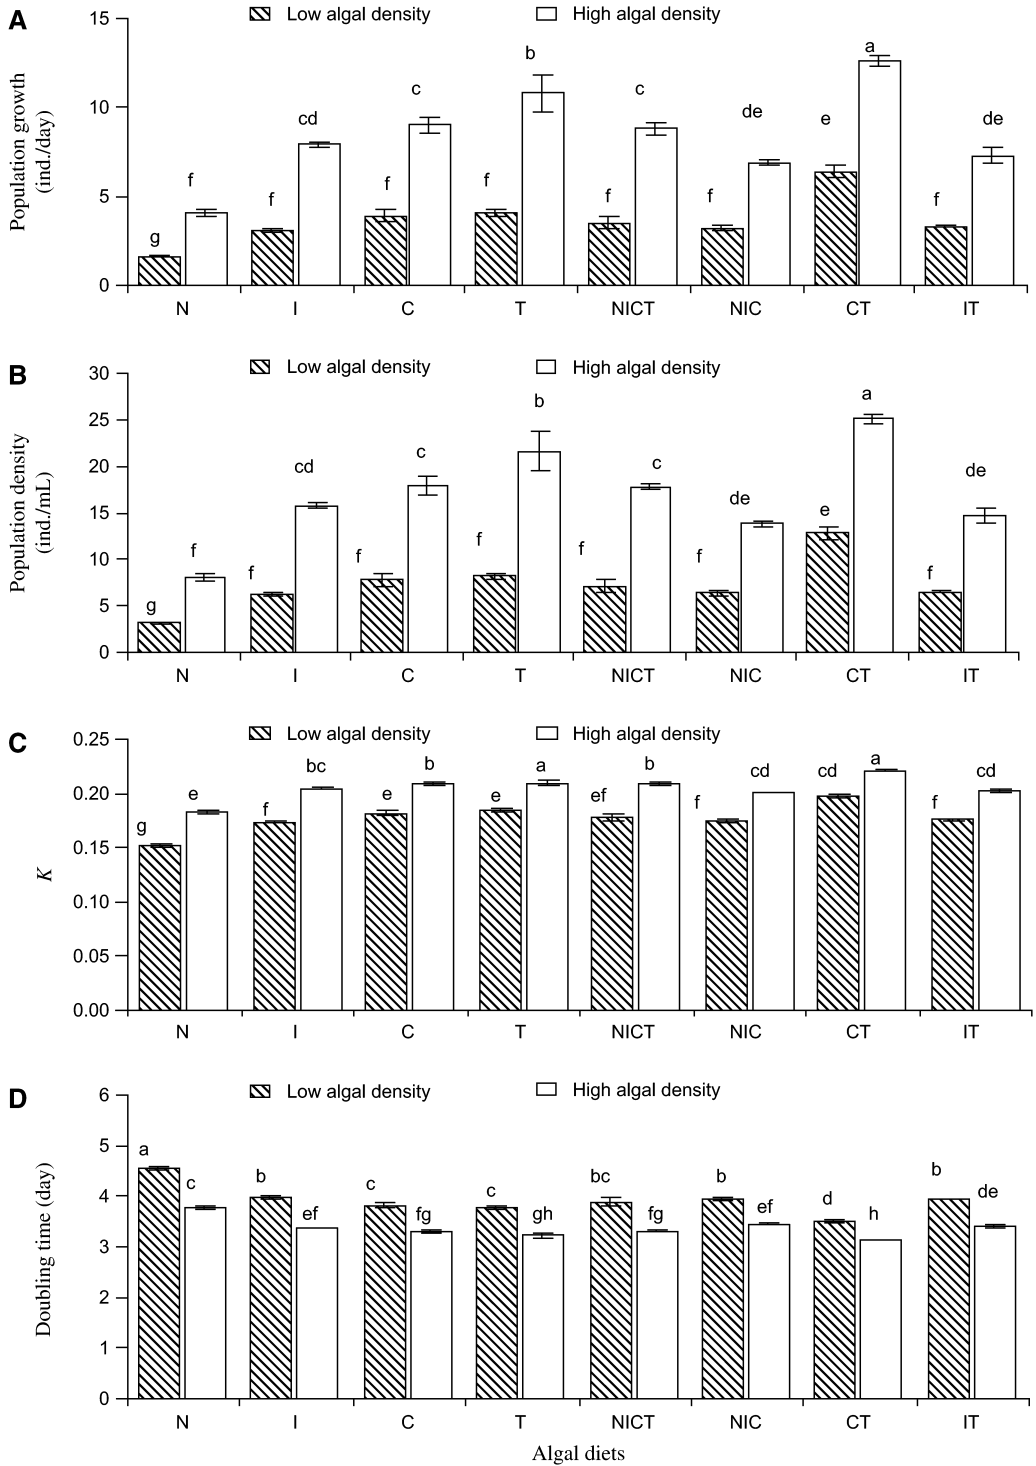 A
Low algal density
High algal density
Population growth
(ind./day)
15
10
5
0
g
f
f
cd
f
c
f
b
f
c
f
de
e
a
f
de
N
I
C
T
NICT
NIC
CT
IT
B
Low algal density
High algal density
Population density
(ind./mL)
30
25
20
15
10
5
0
g
f
f
cd
f
c
f
b
f
c
f
de
e
a
f
de
N
I
C
T
NICT
NIC
CT
IT
C
Low algal density
High algal density
K
0.25
0.20
0.15
0.10
0.05
0.00
g
e
f
bc
e
b
e
a
ef
b
f
cd
cd
a
f
cd
N
I
C
T
NICT
NIC
CT
IT
D
Low algal density
High algal density
Doubling time (day)
6
5
4
3
2
1
0
a
c
b
ef
c
fg
c
gh
bc
fg
b
ef
d
h
b
de
N
I
C
T
NICT
NIC
CT
IT
Algal diets